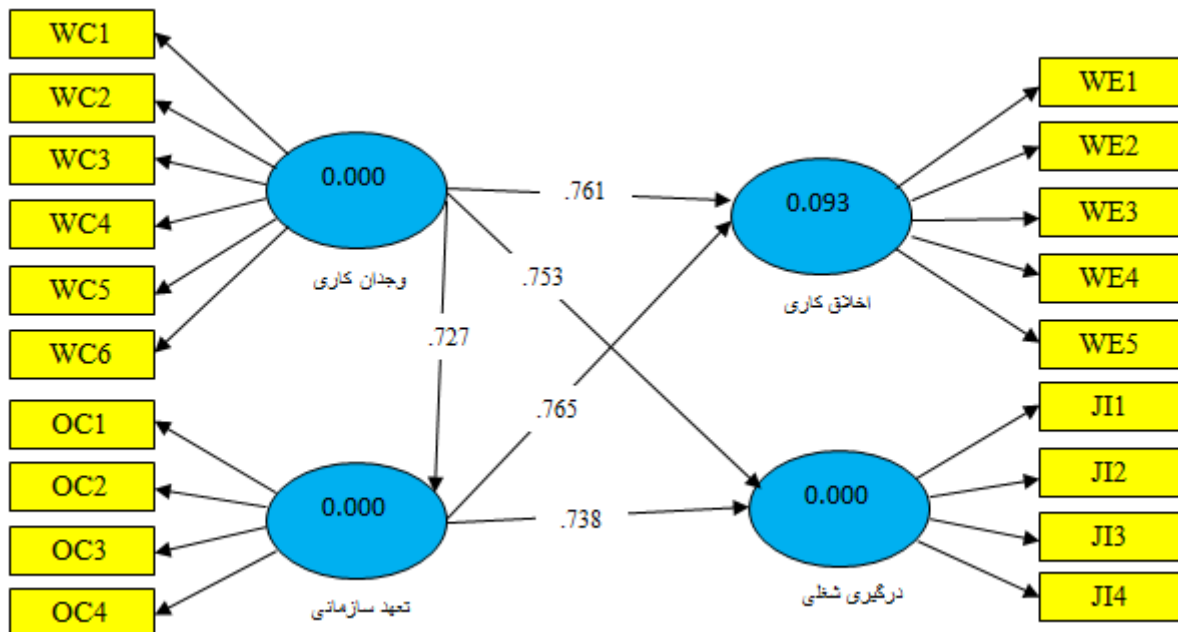 WC1
WC2
WC3
WC4
WC5
WC6
OC1
OC2
OC3
OC4
0.000
وجدان کاری
0.000
تعهد سازمانی
.761
.753
.727
.765
.738
0.093
اخلاق کاری
0.000
درگیری شغلی
WE1
WE2
WE3
WE4
WE5
JI1
JI2
JI3
JI4